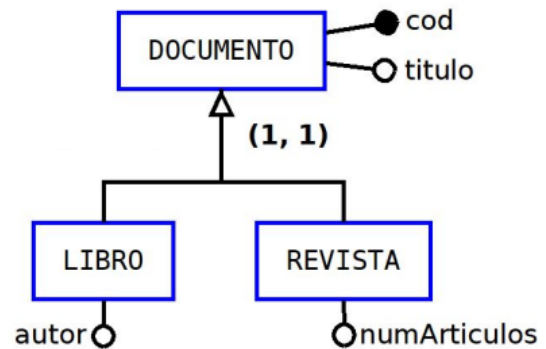 DOCUMENTO
cod
titulo
(1, 1)
LIBRO
REVISTA
autor
numArticulos